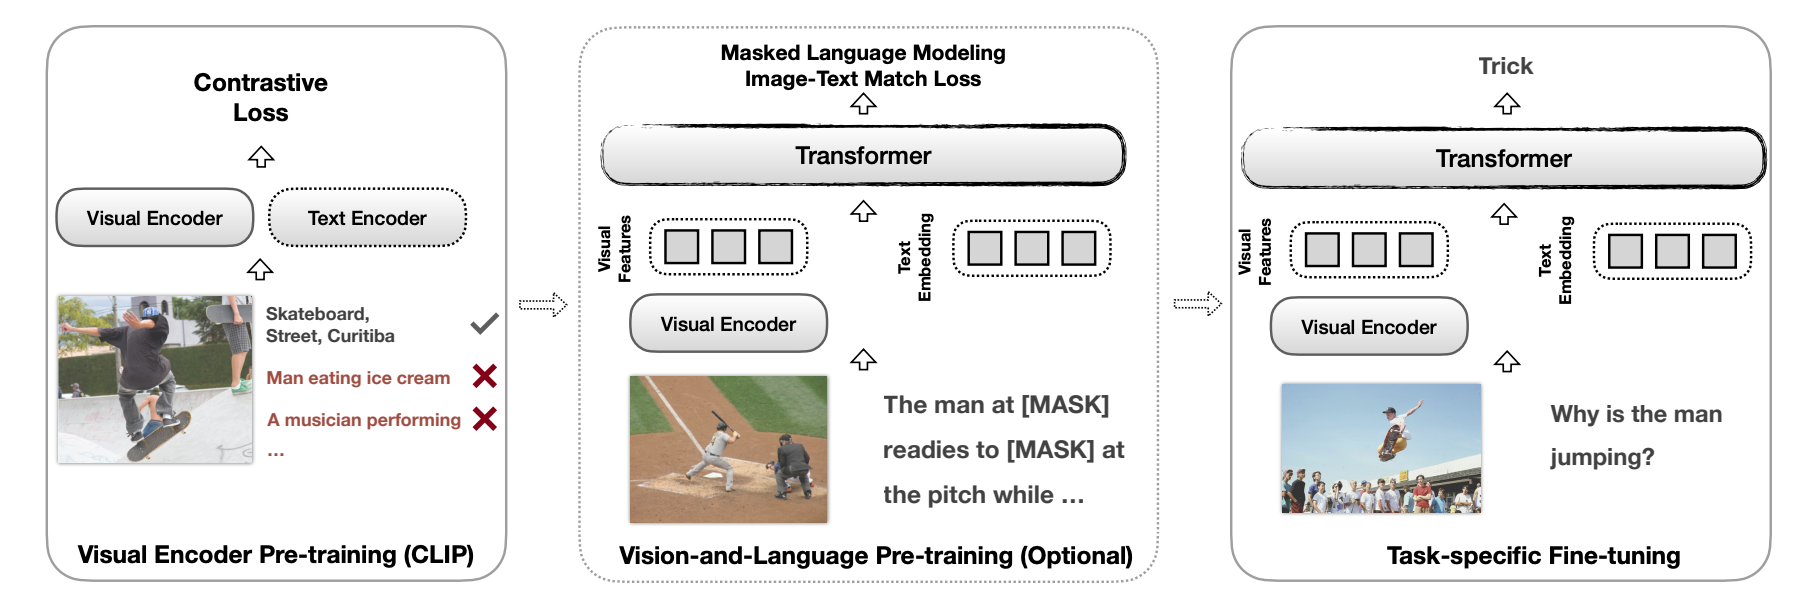 Contrastive
Loss
Visual Encoder
Text Encoder
Skateboard,
Street, Curitiba
Man eating ice cream
A musician performing
...
Visual Encoder Pre-training (CLIP)
Masked Language Modeling
Image-Text Match Loss
Transformer
Visual
Features
Text
Embedding
Visual Encoder
The man at [MASK]
readies to [MASK] at
the pitch while ...
Vision-and-Language Pre-training (Optional)
Trick
Transformer
Visual
Features
Text
Embedding
Visual Encoder
Why is the man
jumping?
Task-specific Fine-tuning